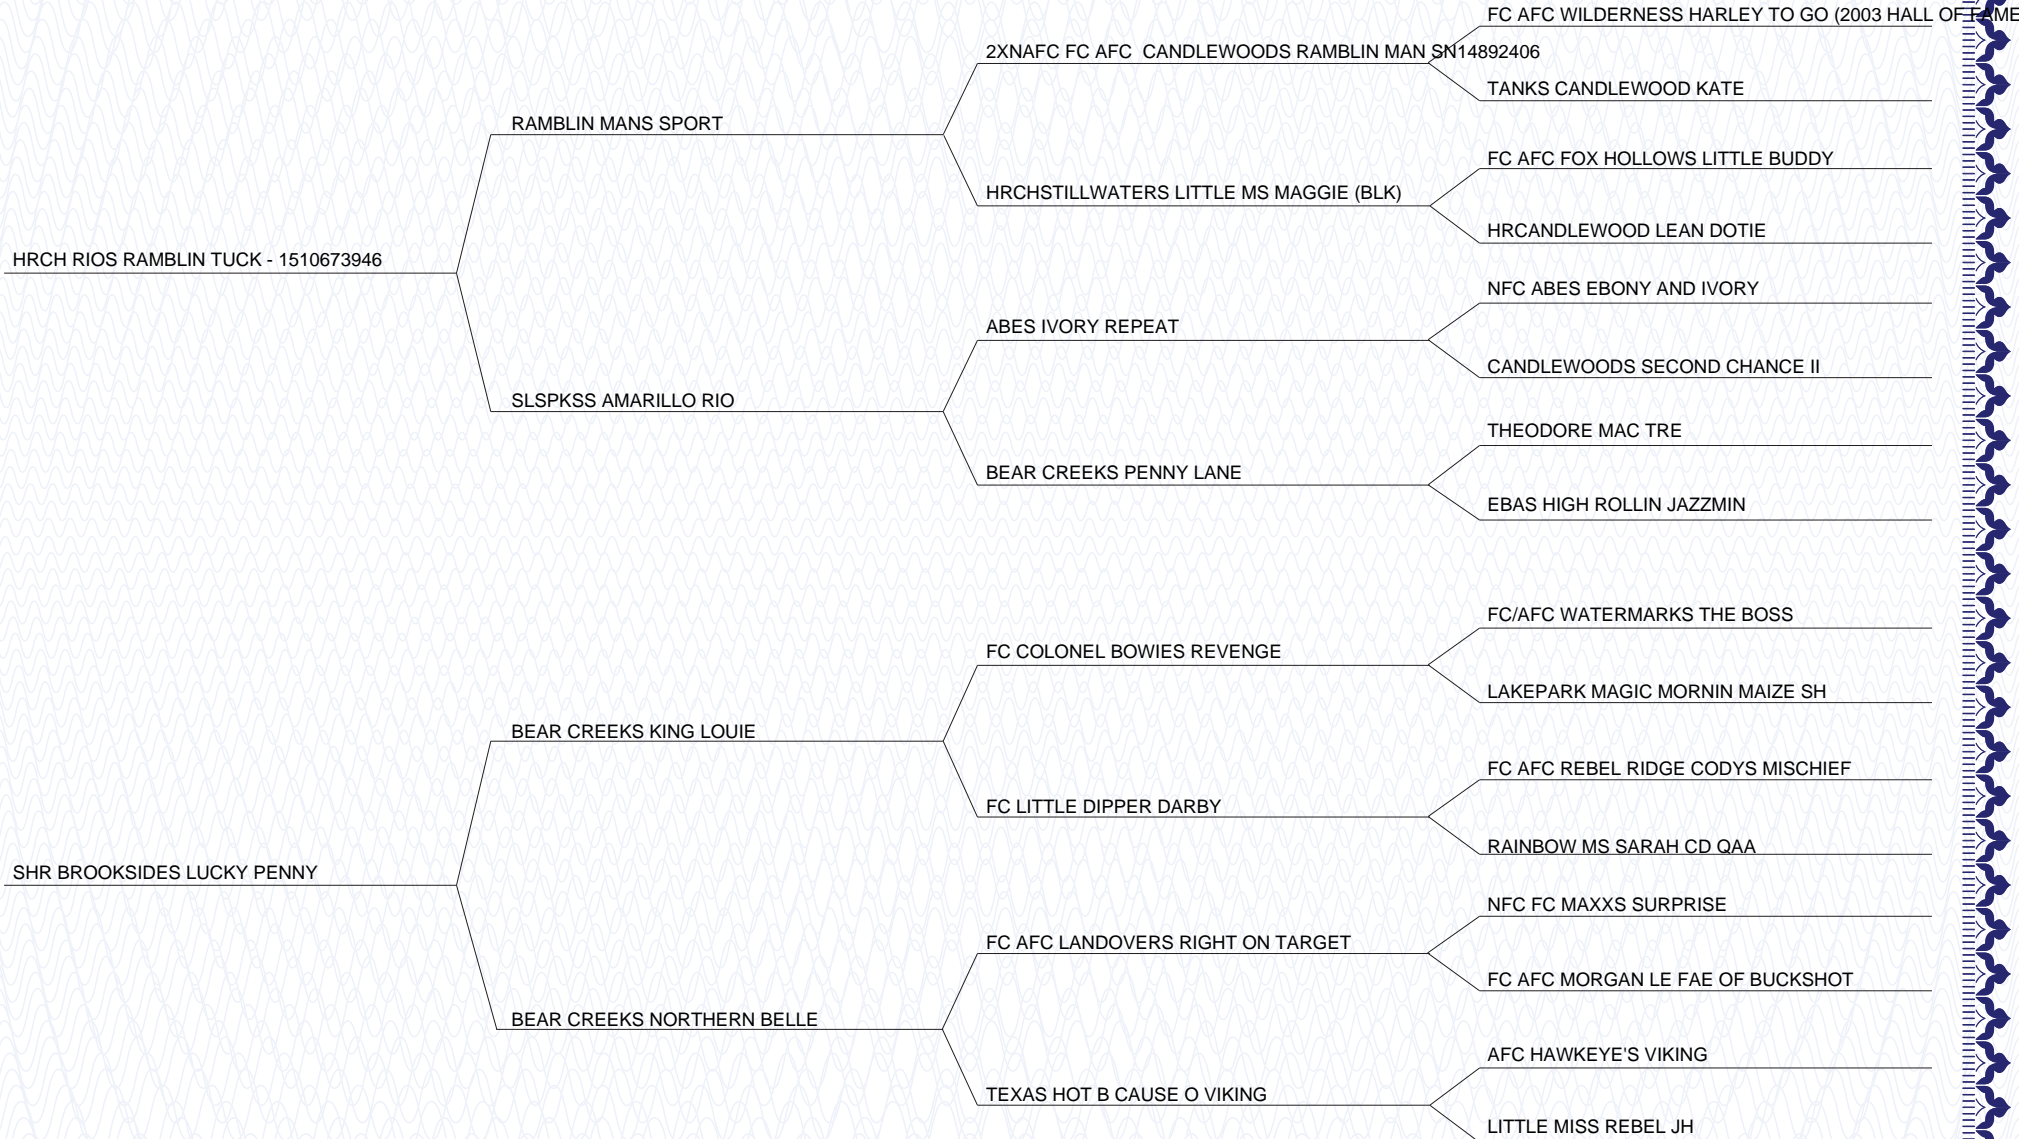 FC AFC WILDERNESS HARLEY TO GO (2003 HALL OF FAME
2XNAFC FC AFC  CANDLEWOODS RAMBLIN MAN SN14892406
TANKS CANDLEWOOD KATE
RAMBLIN MANS SPORT
FC AFC FOX HOLLOWS LITTLE BUDDY
HRCHSTILLWATERS LITTLE MS MAGGIE (BLK)
HRCANDLEWOOD LEAN DOTIE
HRCH RIOS RAMBLIN TUCK - 1510673946
NFC ABES EBONY AND IVORY
ABES IVORY REPEAT
CANDLEWOODS SECOND CHANCE II
SLSPKSS AMARILLO RIO
THEODORE MAC TRE
BEAR CREEKS PENNY LANE
EBAS HIGH ROLLIN JAZZMIN
FC/AFC WATERMARKS THE BOSS
FC COLONEL BOWIES REVENGE
LAKEPARK MAGIC MORNIN MAIZE SH
BEAR CREEKS KING LOUIE
FC AFC REBEL RIDGE CODYS MISCHIEF
FC LITTLE DIPPER DARBY
RAINBOW MS SARAH CD QAA
SHR BROOKSIDES LUCKY PENNY
NFC FC MAXXS SURPRISE
FC AFC LANDOVERS RIGHT ON TARGET
FC AFC MORGAN LE FAE OF BUCKSHOT
BEAR CREEKS NORTHERN BELLE
AFC HAWKEYE'S VIKING
TEXAS HOT B CAUSE O VIKING
LITTLE MISS REBEL JH